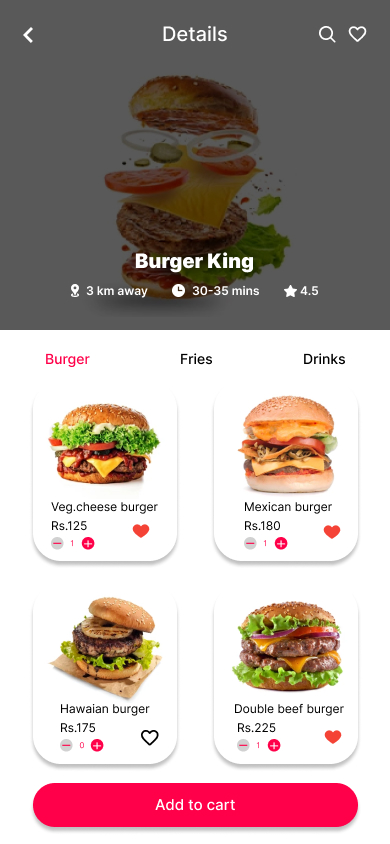 Details
Burger King
3 km away 30-35 mins 4.5
Burger Fries Drinks
Veg.cheese burger
Rs.125
1
Mexican burger
Rs.180
1
Hawaian burger
Rs.175
0
Double beef burger
Rs.225
1
Add to cart